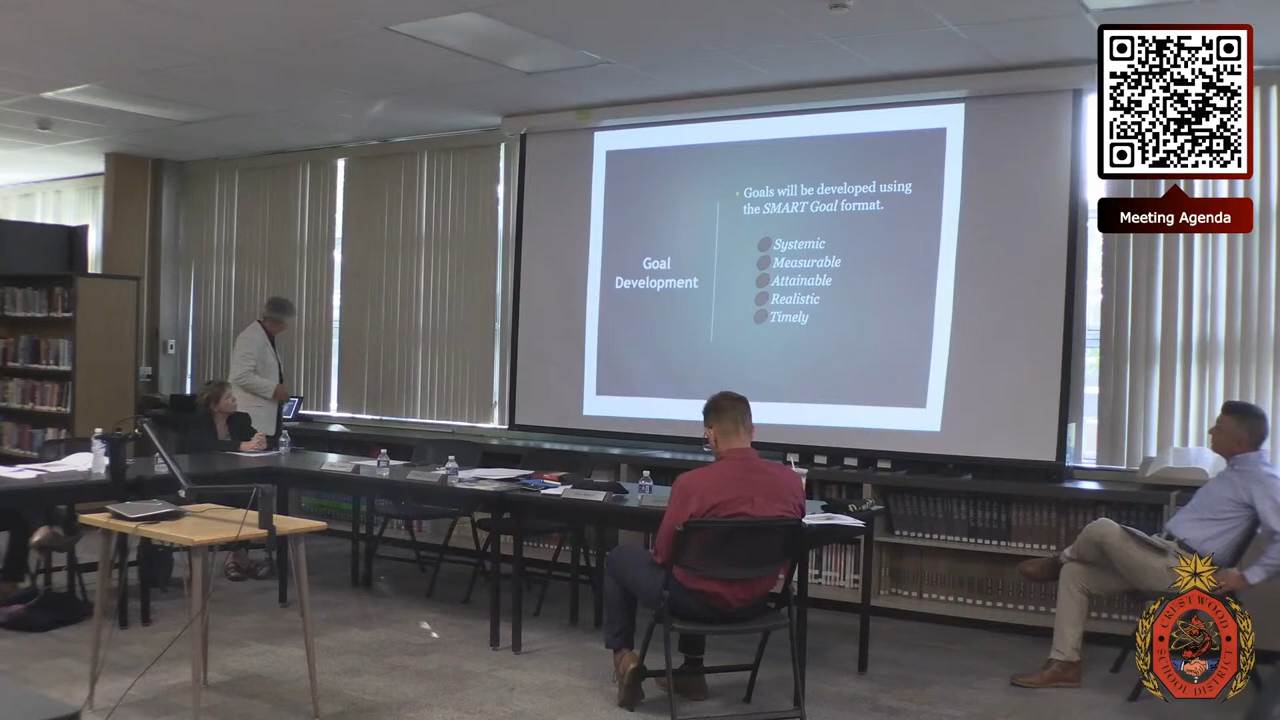 Meeting Agenda
Goal
Development
Goals will be developed using
the SMART Goal format.
Systemic
Measurable
Attainable
Realistic
Timely
CRESTWOOD
SCHOOL DISTRICT